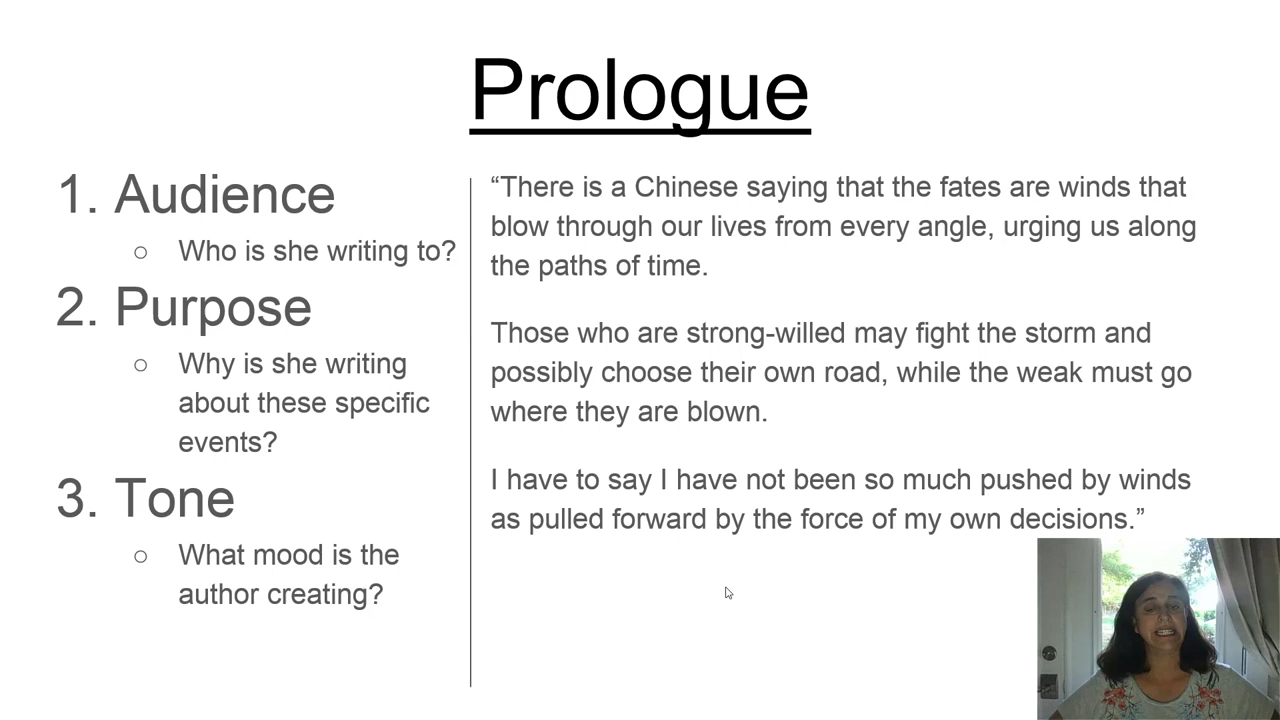 Prologue
1. Audience
○ Who is she writing to?
2. Purpose
○ Why is she writing
about these specific
events?
3. Tone
○ What mood is the
author creating?
“There is a Chinese saying that the fates are winds that
blow through our lives from every angle, urging us along
the paths of time.
Those who are strong-willed may fight the storm and
possibly choose their own road, while the weak must go
where they are blown.
I have to say I have not been so much pushed by winds
as pulled forward by the force of my own decisions.”